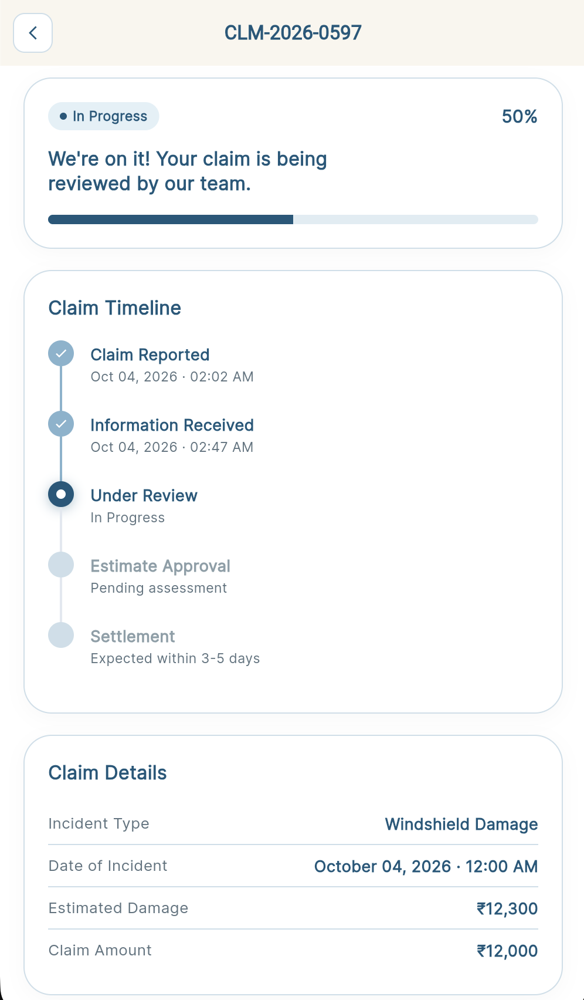 CLM-2026-0597
In Progress
50%
We're on it! Your claim is being
reviewed by our team.
Claim Timeline
Claim Reported
Oct 04, 2026 · 02:02 AM
Information Received
Oct 04, 2026 · 02:47 AM
Under Review
In Progress
Estimate Approval
Pending assessment
Settlement
Expected within 3-5 days
Claim Details
Incident Type Windshield Damage
Date of Incident October 04, 2026 · 12:00 AM
Estimated Damage ₹12,300
Claim Amount ₹12,000